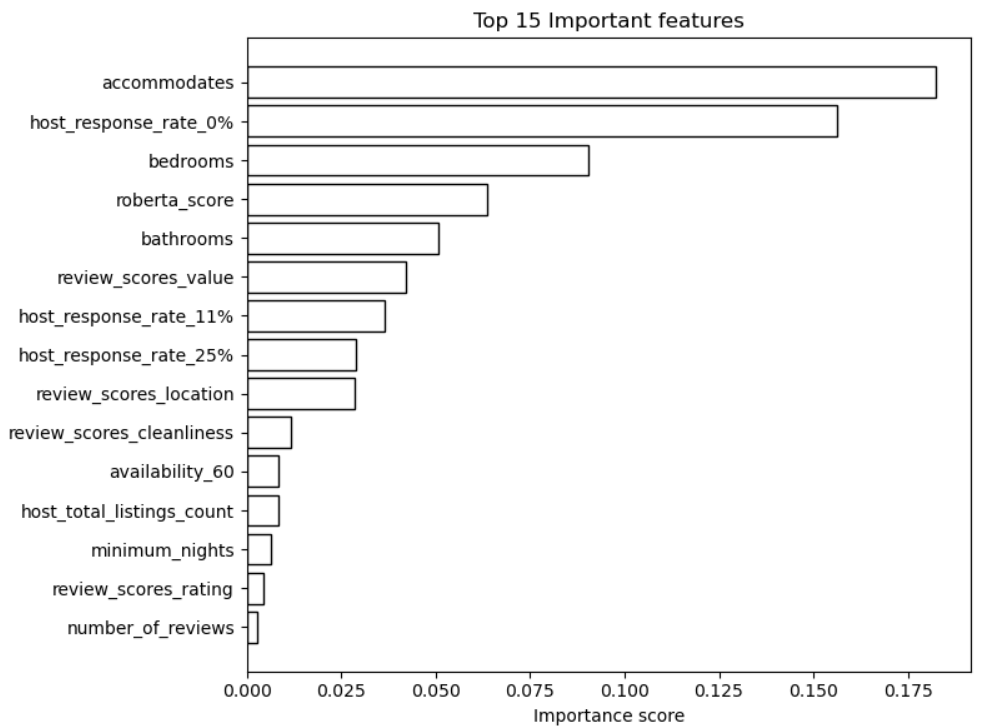 Top 15 Important features
accommodates
host_response_rate_0%
bedrooms
roberta_score
bathrooms
review_scores_value
host_response_rate_11%
host_response_rate_25%
review_scores_location
review_scores_cleanliness
availability_60
host_total_listings_count
minimum_nights
review_scores_rating
number_of_reviews
0.000 0.025 0.050 0.075 0.100 0.125 0.150 0.175
Importance score